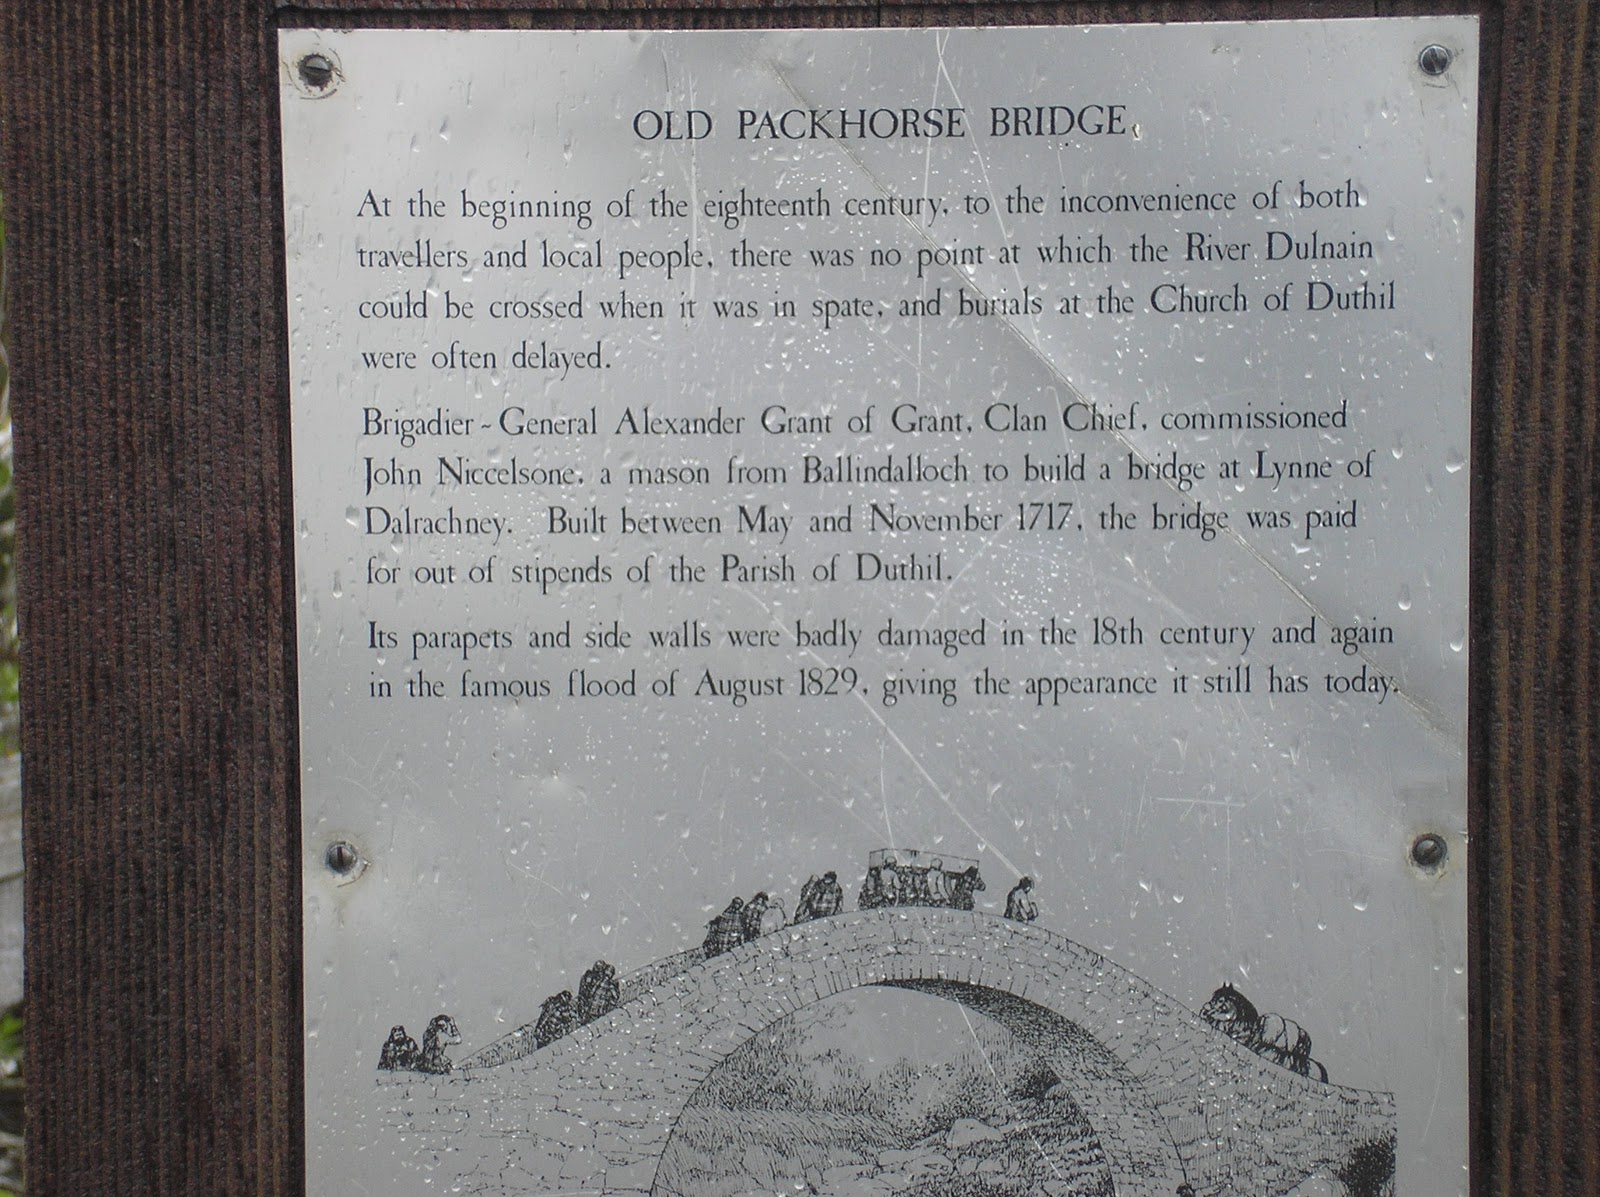 OLD PACKHORSE BRIDGE
At the beginning of the eighteenth century, to the inconvenience of both
travellers and local people, there was no point at which the River Dulnain
could be crossed when it was in spate, and burials at the Church of Duthil
were often delayed.
Brigadier - General Alexander Grant of Grant, Clan Chief, commissioned
John Niccelsone, a mason from Ballindalloch to build a bridge at Lynne of
Dalrachney. Built between May and November 1717, the bridge was paid
for out of stipends of the Parish of Duthil.
Its parapets and side walls were badly damaged in the 18th century and again
in the famous flood of August 1829, giving the appearance it still has today.